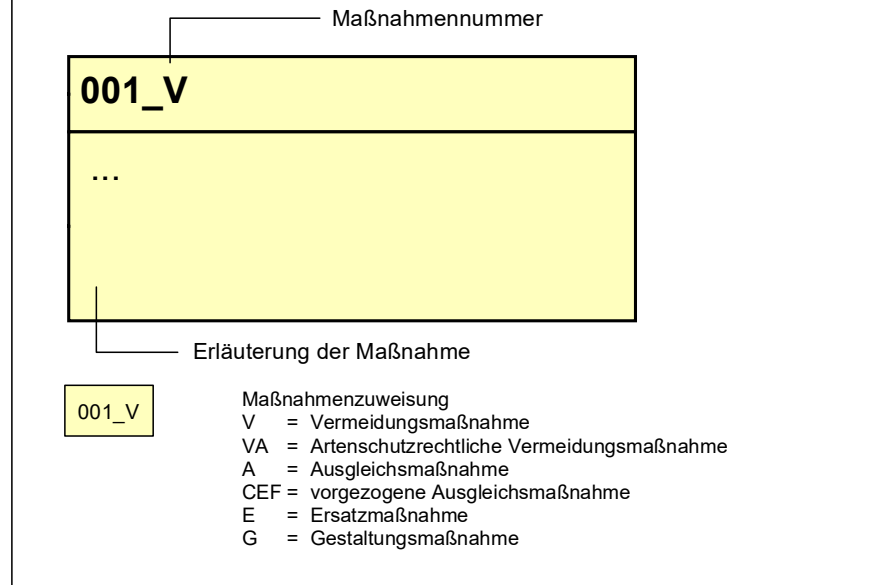 Maßnahmennummer
001_V
...
Erläuterung der Maßnahme
001_V
Maßnahmenzuweisung
V = Vermeidungsmaßnahme
VA = Artenschutzrechtliche Vermeidungsmaßnahme
A = Ausgleichsmaßnahme
CEF = vorgezogene Ausgleichsmaßnahme
E = Ersatzmaßnahme
G = Gestaltungsmaßnahme